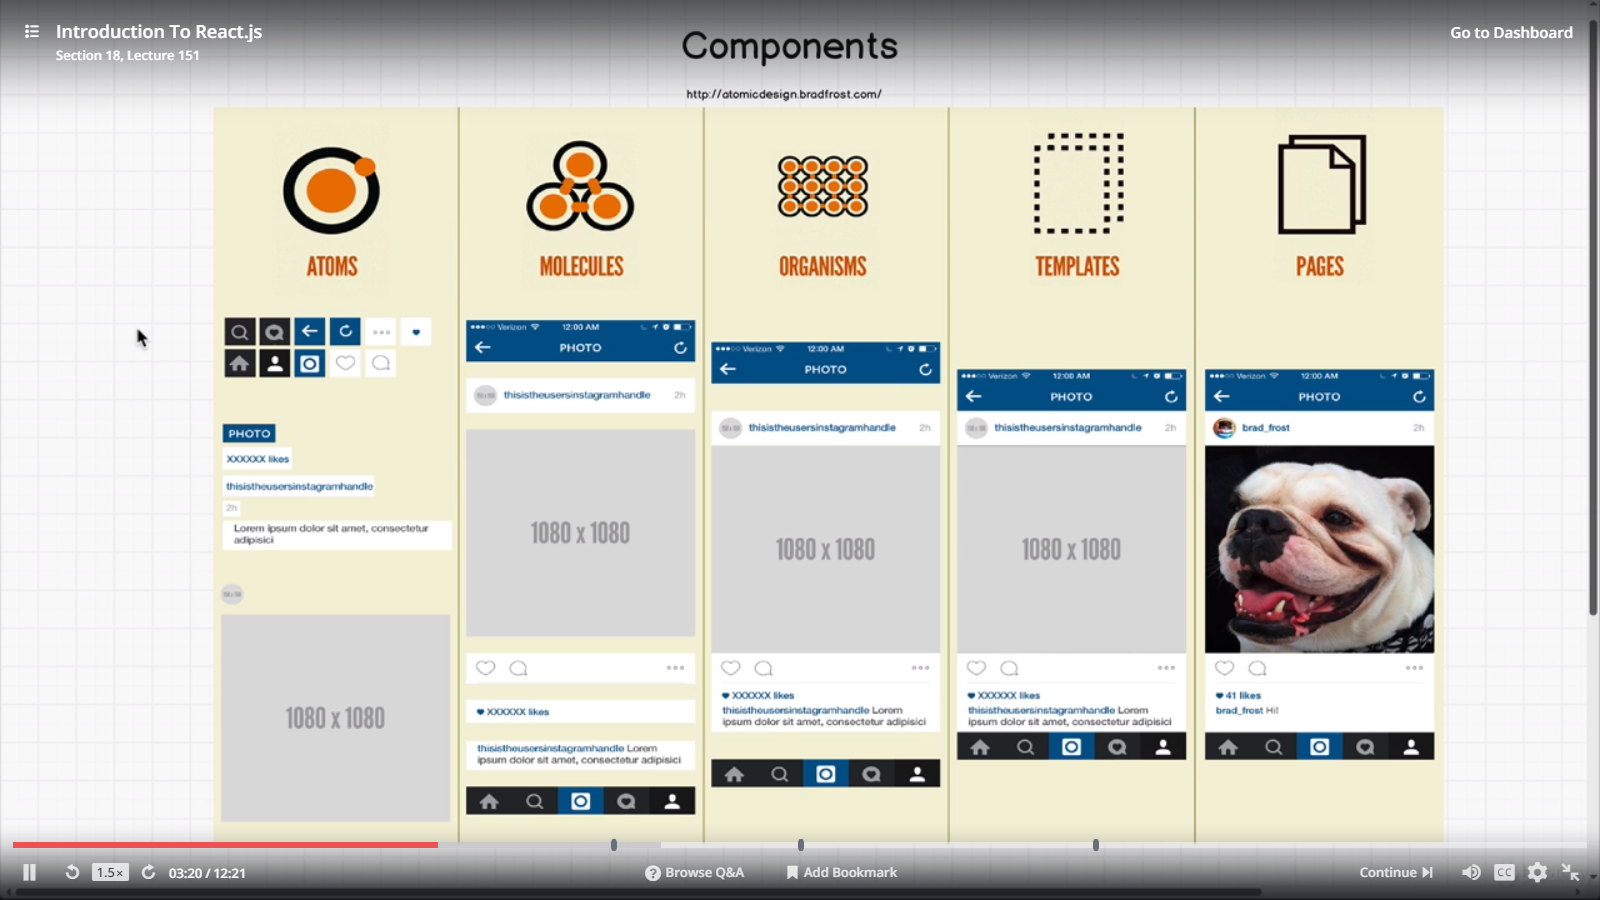 Introduction To React.js
Section 18, Lecture 151
Go to Dashboard
Components
http://atomicdesign.bradfrost.com/
ATOMS
PHOTO
XXXXXX likes
thisistheusersinstagramhandle
2h
Lorem ipsum dolor sit amet, consectetur
adipisici
1080 x 1080
MOLECULES
Verizon 12:00 AM
PHOTO
thisistheusersinstagramhandle 2h
1080 x 1080
XXXXXX likes
thisistheusersinstagramhandle Lorem
ipsum dolor sit amet, consectetur adipisici
ORGANISMS
Verizon 12:00 AM
PHOTO
thisistheusersinstagramhandle 2h
1080 x 1080
XXXXXX likes
thisistheusersinstagramhandle Lorem
ipsum dolor sit amet, consectetur adipisici
TEMPLATES
Verizon 12:00 AM
PHOTO
thisistheusersinstagramhandle 2h
1080 x 1080
XXXXXX likes
thisistheusersinstagramhandle Lorem
ipsum dolor sit amet, consectetur adipisici
PAGES
Verizon 12:00 AM
PHOTO
brad_frost 2h
41 likes
brad_frost Hi!
1.5×
03:20 / 12:21
Browse Q&A
Add Bookmark
Continue
CC